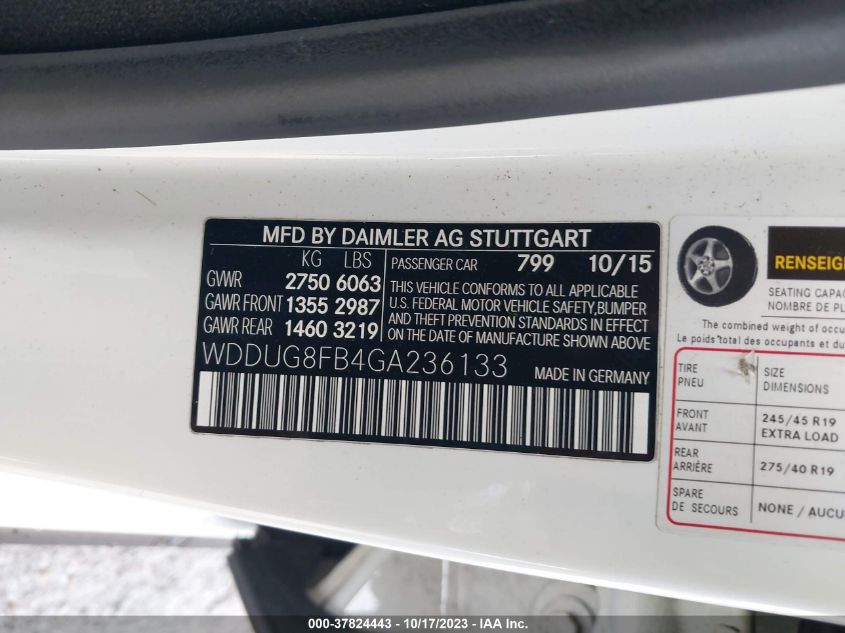 MFD BY DAIMLER AG STUTTGART
KG LBS
GVWR 2750 6063
GAWR FRONT 1355 2987
GAWR REAR 1460 3219
PASSENGER CAR 799 10/15
THIS VEHICLE CONFORMS TO ALL APPLICABLE
U.S. FEDERAL MOTOR VEHICLE SAFETY, BUMPER
AND THEFT PREVENTION STANDARDS IN EFFECT
ON THE DATE OF MANUFACTURE SHOWN ABOVE
WDDUG8FB4GA236133 MADE IN GERMANY
RENSEIG
SEATING CAPAC
NOMBRE DE PL
The combined weight of occu
Le poids total des occupants et du
TIRE
PNEU
SIZE
DIMENSIONS
FRONT
AVANT
245/45 R19
EXTRA LOAD
REAR
ARRIÈRE
275/40 R19
SPARE
DE SECOURS
NONE / AUCU
000-37824443 - 10/17/2023 - IAA Inc.